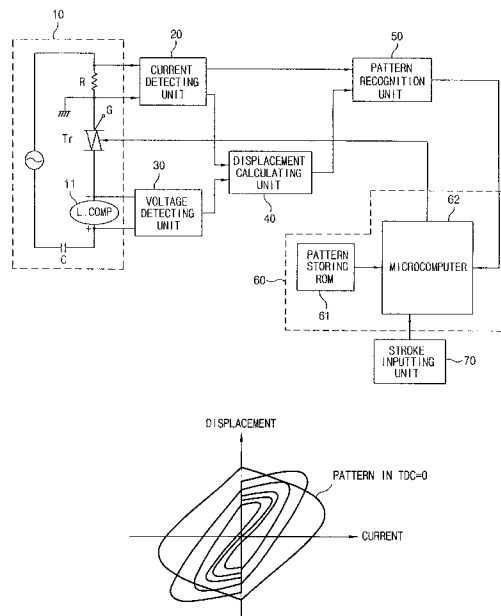 10
20
50
R
CURRENT
DETECTING
UNIT
PATTERN
RECOGNITION
UNIT
G
Tr
30
11
L.COMP
+
C
VOLTAGE
DETECTING
UNIT
DISPLACEMENT
CALCULATING
UNIT
40
62
PATTERN
STORING
ROM
MICROCOMPUTER
60
61
STROKE
INPUTTING
UNIT
70
DISPLACEMENT
PATTERN IN TDC=0
CURRENT